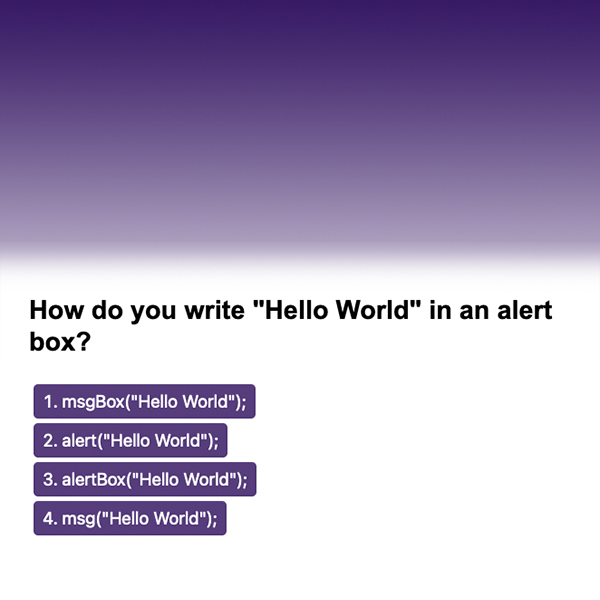 How do you write "Hello World" in an alert
box?
1. msgBox("Hello World");
2. alert("Hello World");
3. alertBox("Hello World");
4. msg("Hello World");